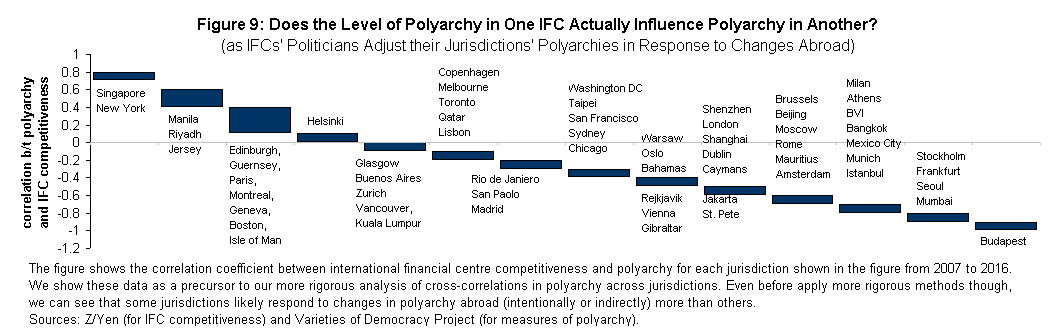 Figure 9: Does the Level of Polyarchy in One IFC Actually Influence Polyarchy in Another?
(as IFCs' Politicians Adjust their Jurisdictions' Polyarchies in Response to Changes Abroad)
correlation b/t polyarchy
and IFC competitiveness
1
0.8
0.6
0.4
0.2
0
-0.2
-0.4
-0.6
-0.8
-1
-1.2
Singapore
New York
Manila
Riyadh
Jersey
Edinburgh,
Guernsey,
Paris,
Montreal,
Geneva,
Boston,
Isle of Man
Helsinki
Glasgow
Buenos Aires
Zurich
Vancouver,
Kuala Lumpur
Copenhagen
Melbourne
Toronto
Qatar
Lisbon
Rio de Janiero
San Paolo
Madrid
Washington DC
Taipei
San Francisco
Sydney
Chicago
Warsaw
Oslo
Bahamas
Rejkjavik
Vienna
Gibraltar
Shenzhen
London
Shanghai
Dublin
Caymans
Jakarta
St. Pete
Brussels
Beijing
Moscow
Rome
Mauritius
Amsterdam
Milan
Athens
BVI
Bangkok
Mexico City
Munich
Istanbul
Stockholm
Frankfurt
Seoul
Mumbai
Budapest
The figure shows the correlation coefficient between international financial centre competitiveness and polyarchy for each jurisdiction shown in the figure from 2007 to 2016.
We show these data as a precursor to our more rigorous analysis of cross-correlations in polyarchy across jurisdictions. Even before apply more rigorous methods though,
we can see that some jurisdictions likely respond to changes in polyarchy abroad (intentionally or indirectly) more than others.
Sources: Z/Yen (for IFC competitiveness) and Varieties of Democracy Project (for measures of polyarchy).